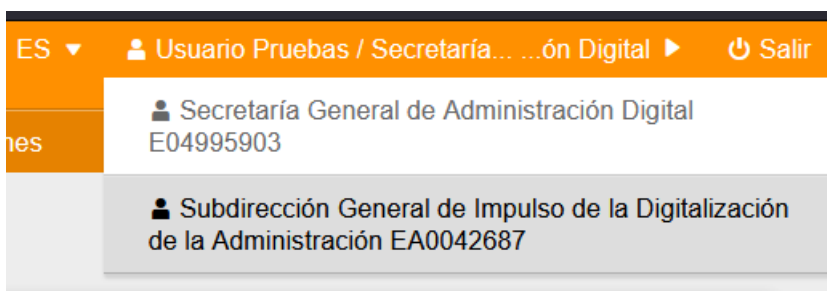 ES Usuario Pruebas / Secretaría... ...ón Digital Salir
Secretaría General de Administración Digital
nes E04995903
Subdirección General de Impulso de la Digitalización
de la Administración EA0042687